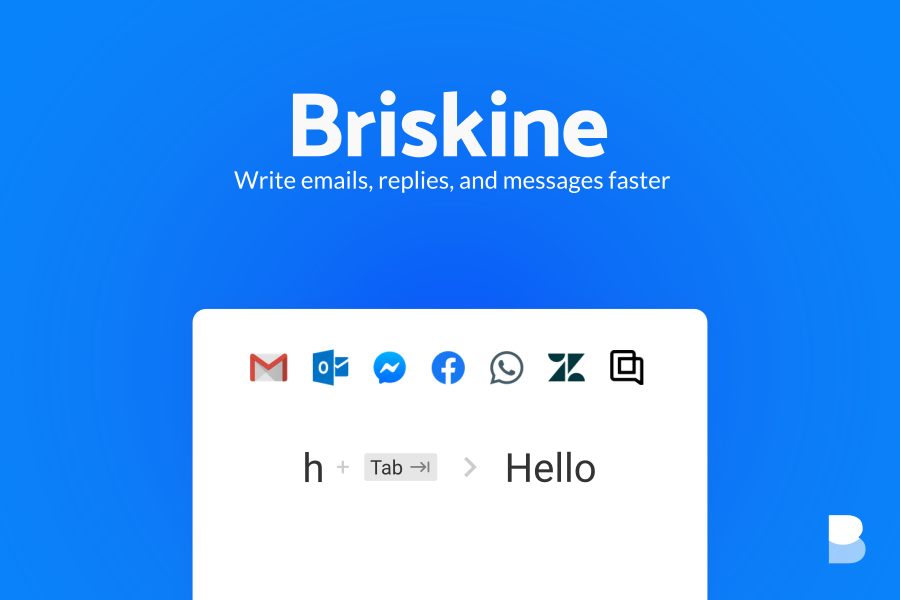 Briskine
Write emails, replies, and messages faster
h + Tab > Hello